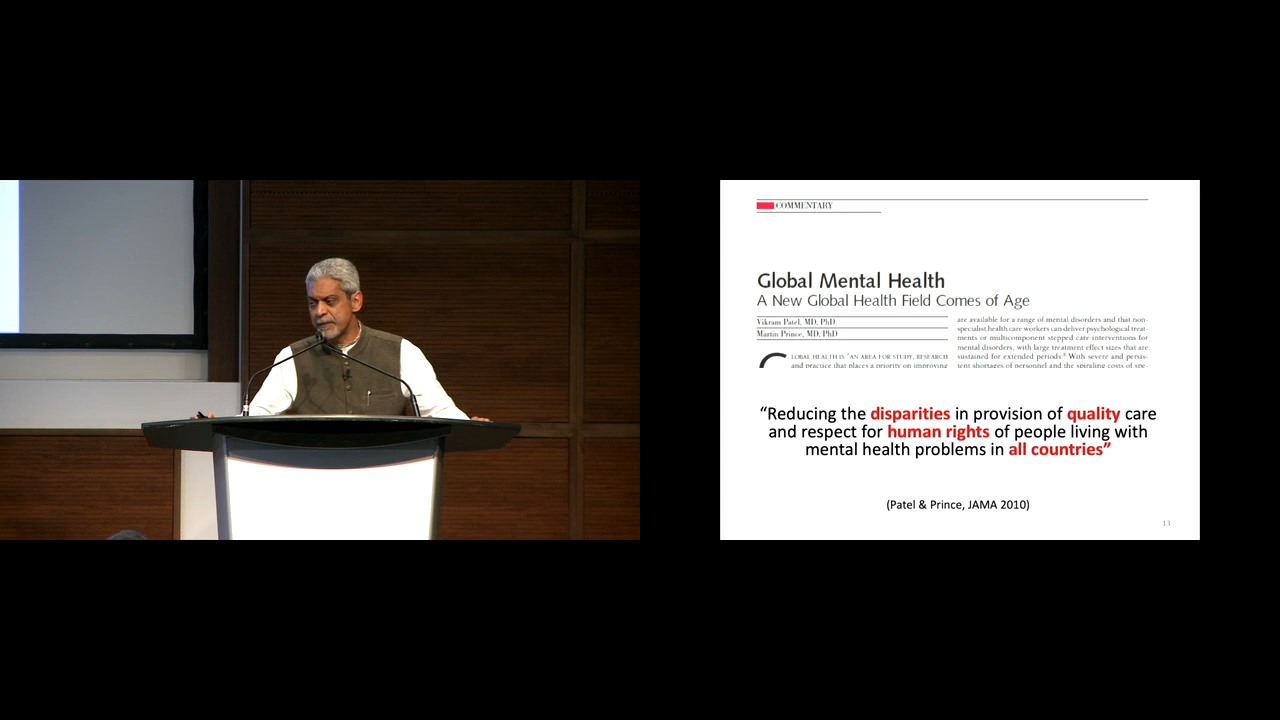 COMMENTARY
Global Mental Health
A New Global Health Field Comes of Age
Vikram Patel, MD, PhD
Martin Prince, MD, PhD
GLOBAL HEALTH IS "AN AREA FOR STUDY, RESEARCH
and practice that places a priority on improving
are available for a range of mental disorders and that non-
specialist health care workers can deliver psychological treat-
ments or multicomponent stepped care interventions for
mental disorders, with large treatment effect sizes that are
sustained for extended periods.⁸ With severe and persis-
tent shortages of personnel and the spiraling costs of spe-
“Reducing the disparities in provision of quality care
and respect for human rights of people living with
mental health problems in all countries”
(Patel & Prince, JAMA 2010)
13